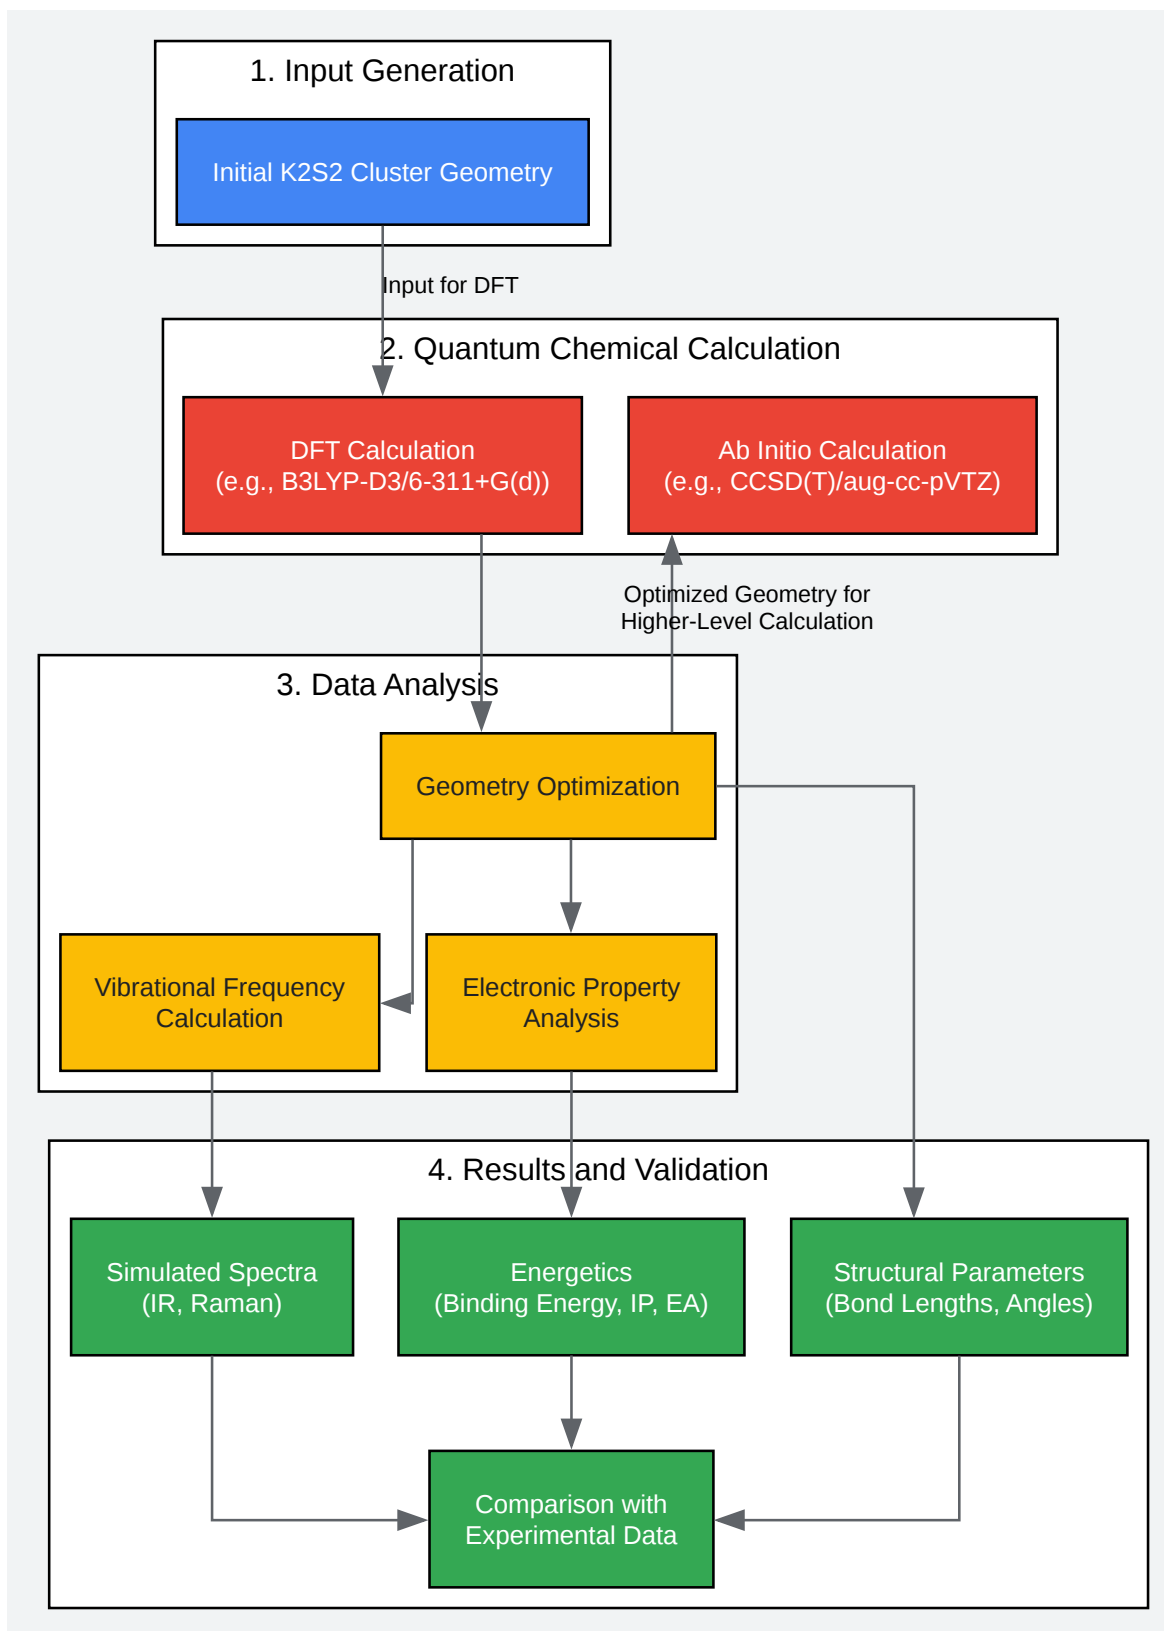 1. Input Generation
Initial K2S2 Cluster Geometry
Input for DFT
2. Quantum Chemical Calculation
DFT Calculation
(e.g., B3LYP-D3/6-311+G(d))
Ab Initio Calculation
(e.g., CCSD(T)/aug-cc-pVTZ)
Optimized Geometry for
Higher-Level Calculation
3. Data Analysis
Geometry Optimization
Vibrational Frequency
Calculation
Electronic Property
Analysis
4. Results and Validation
Simulated Spectra
(IR, Raman)
Energetics
(Binding Energy, IP, EA)
Structural Parameters
(Bond Lengths, Angles)
Comparison with
Experimental Data